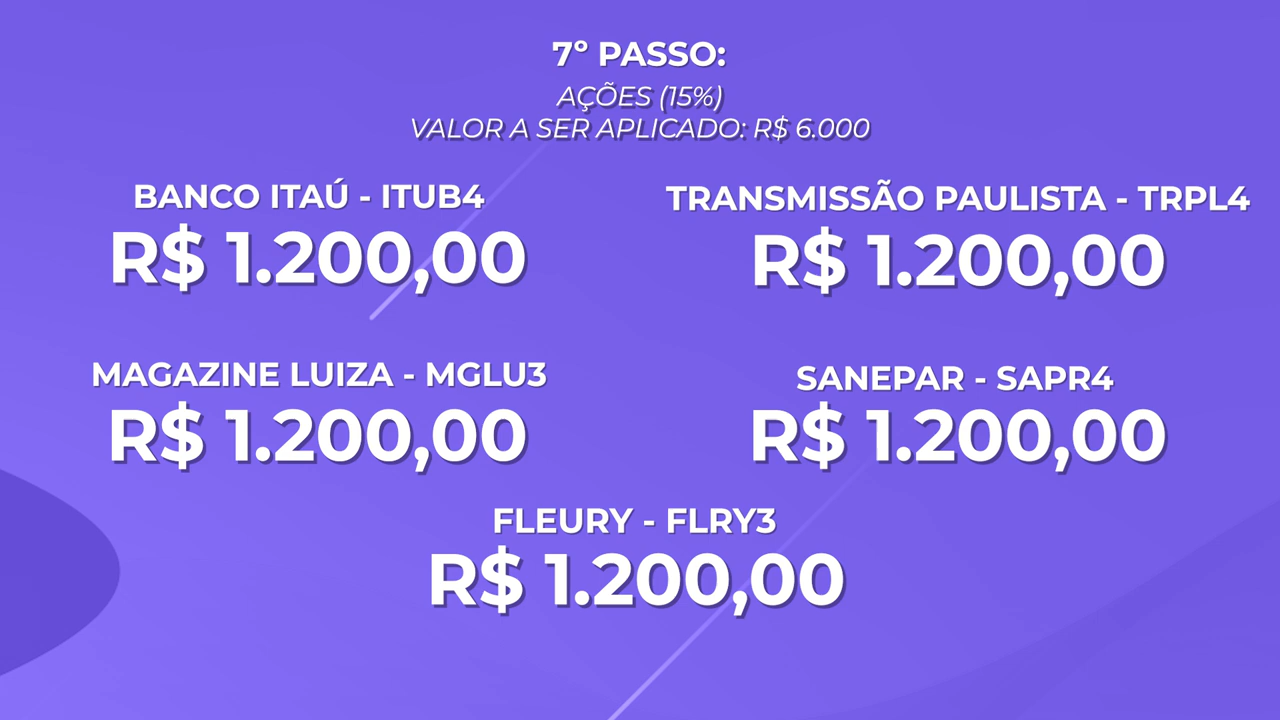 7º PASSO:
AÇÕES (15%)
VALOR A SER APLICADO: R$ 6.000
BANCO ITAÚ - ITUB4
R$ 1.200,00
TRANSMISSÃO PAULISTA - TRPL4
R$ 1.200,00
MAGAZINE LUIZA - MGLU3
R$ 1.200,00
SANEPAR - SAPR4
R$ 1.200,00
FLEURY - FLRY3
R$ 1.200,00